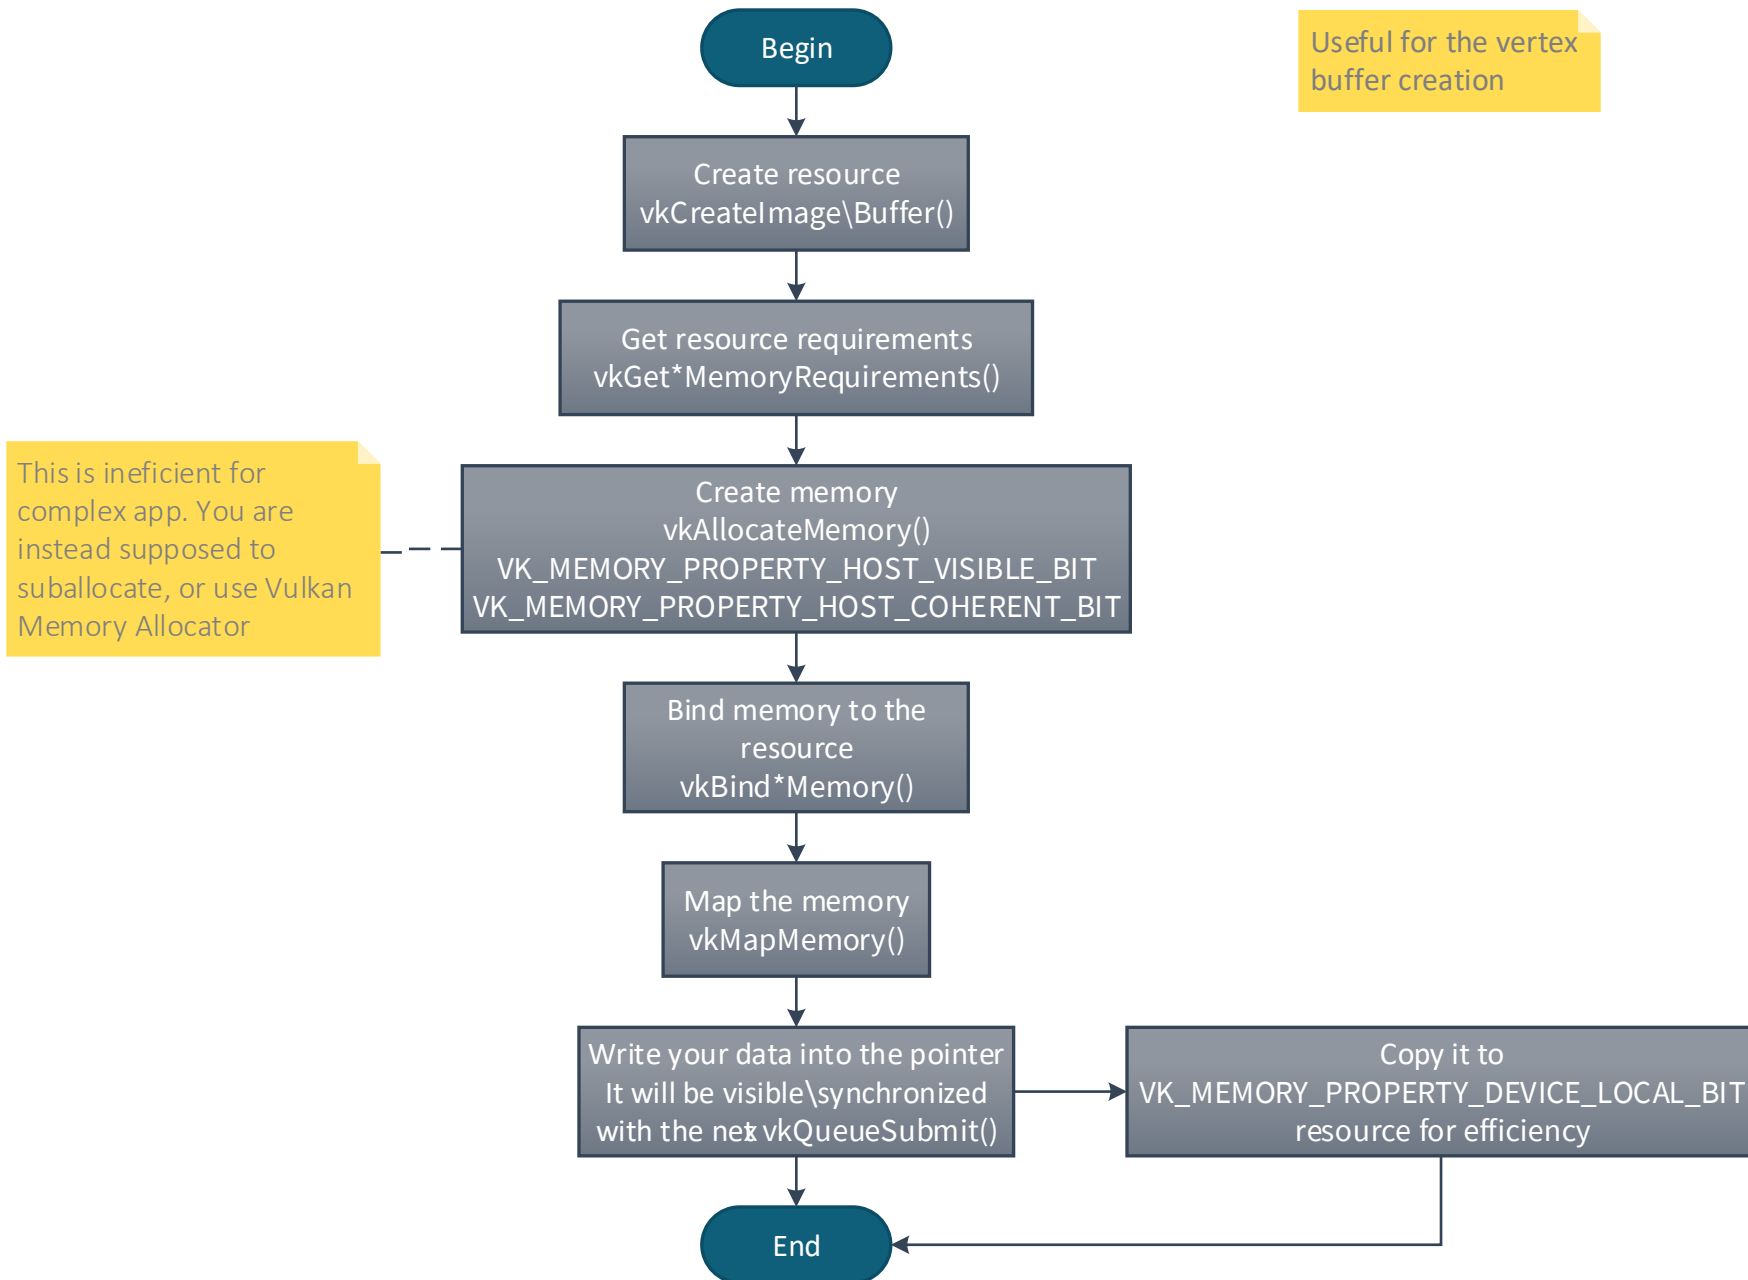 Begin
Useful for the vertex
buffer creation
Create resource
vkCreateImage\Buffer()
Get resource requirements
vkGet*MemoryRequirements()
This is ineficient for
complex app. You are
instead supposed to
suballocate, or use Vulkan
Memory Allocator
Create memory
vkAllocateMemory()
VK_MEMORY_PROPERTY_HOST_VISIBLE_BIT
VK_MEMORY_PROPERTY_HOST_COHERENT_BIT
Bind memory to the
resource
vkBind*Memory()
Map the memory
vkMapMemory()
Write your data into the pointer
It will be visible\synchronized
with the next vkQueueSubmit()
Copy it to
VK_MEMORY_PROPERTY_DEVICE_LOCAL_BIT
resource for efficiency
End